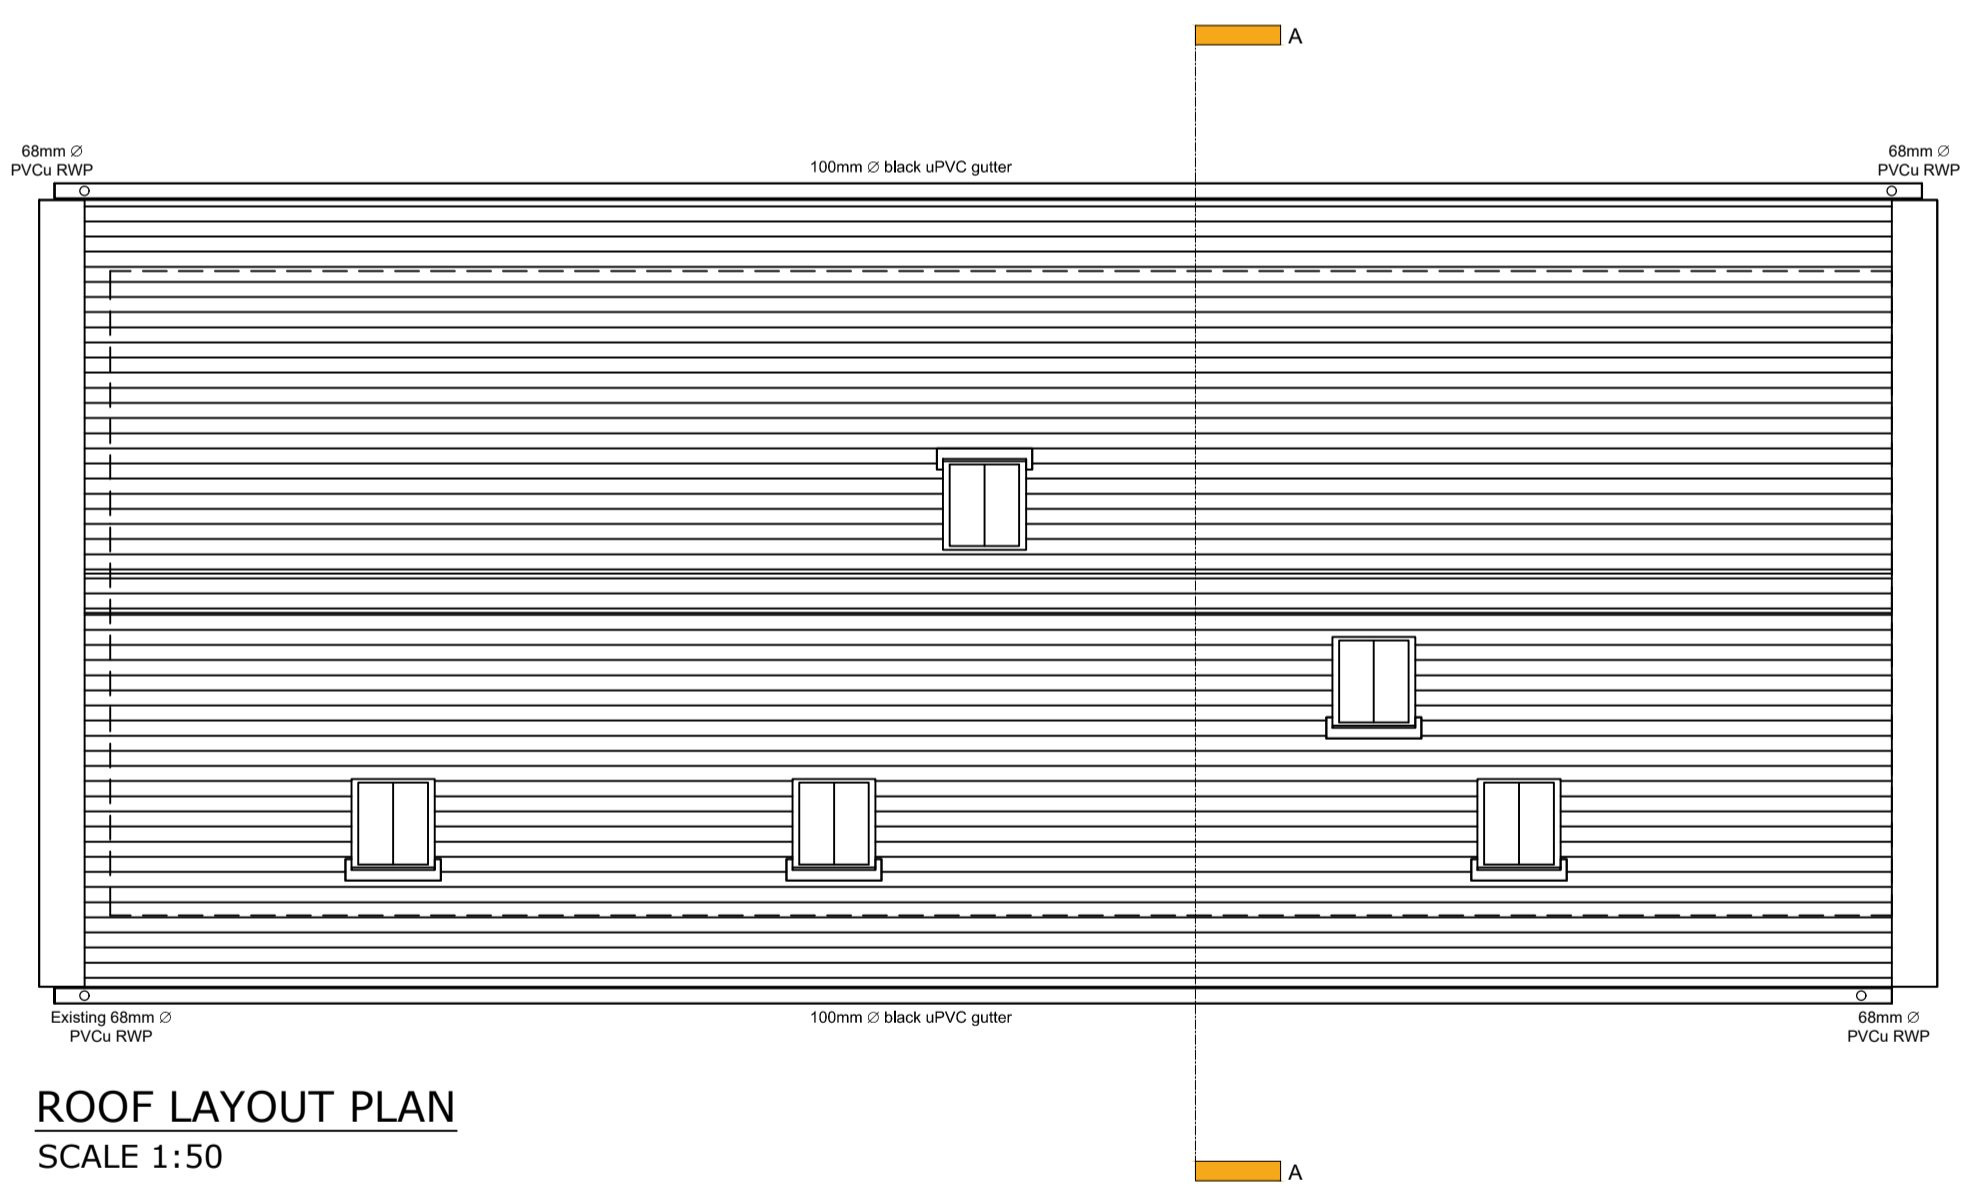 A
68mm ∅
PVCu RWP
100mm ∅ black uPVC gutter
68mm ∅
PVCu RWP
Existing 68mm ∅
PVCu RWP
100mm ∅ black uPVC gutter
68mm ∅
PVCu RWP
ROOF LAYOUT PLAN
SCALE 1:50
A